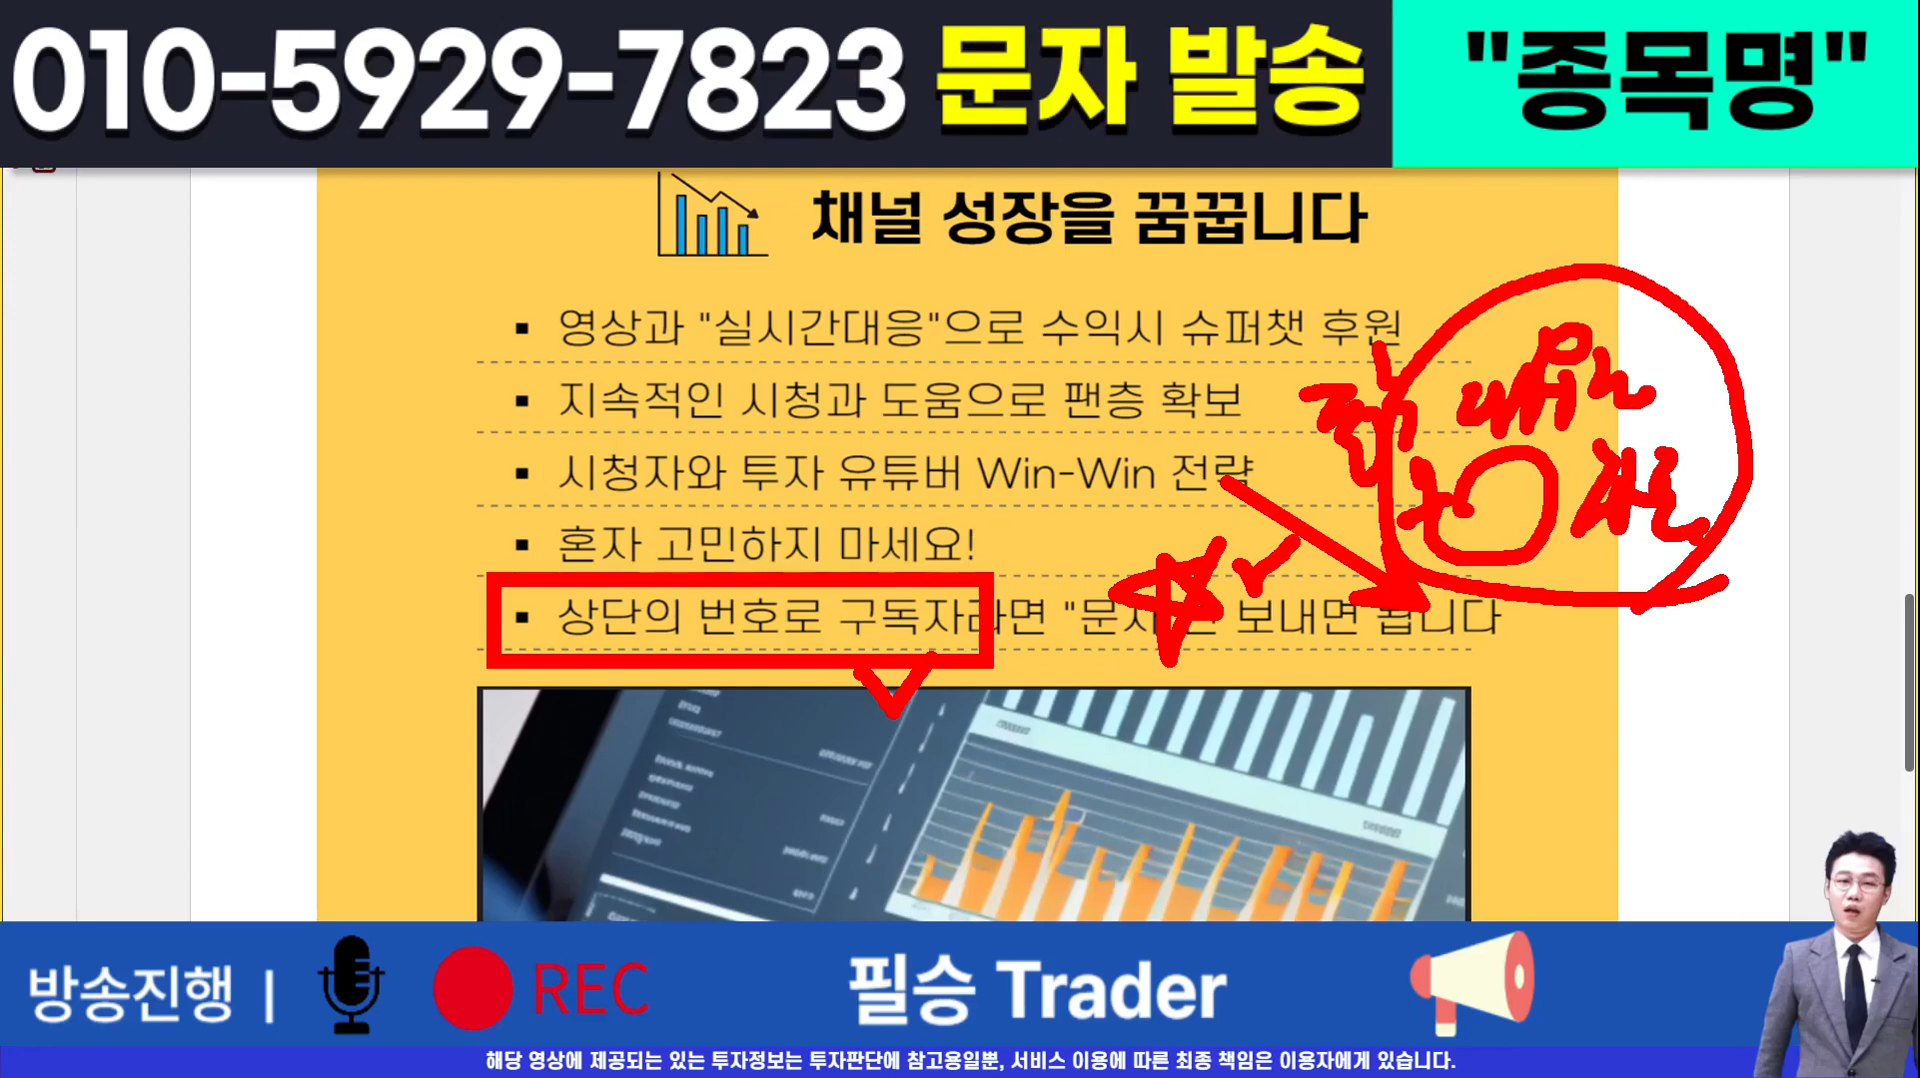 010-5929-7823 문자 발송 "종목명"
채널 성장을 꿈꿉니다
▪ 영상과 "실시간대응"으로 수익시 슈퍼챗 후원
▪ 지속적인 시청과 도움으로 팬층 확보
▪ 시청자와 투자 유튜버 Win-Win 전략
▪ 혼자 고민하지 마세요!
▪ 상단의 번호로 구독자라면 "문자"만 보내면 됩니다
방송진행 | REC 필승 Trader
해당 영상에 제공되는 있는 투자정보는 투자판단에 참고용일뿐, 서비스 이용에 따른 최종 책임은 이용자에게 있습니다.